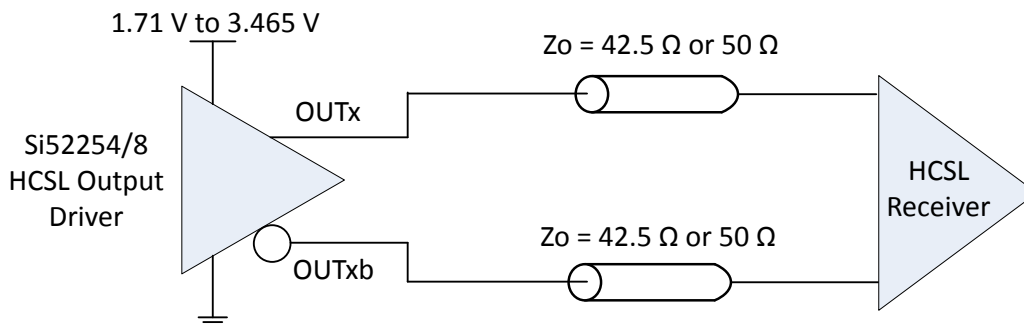 1.71 V to 3.465 V
Zo = 42.5 Ω or 50 Ω
OUTx
Si52254/8
HCSL Output
Driver
HCSL
Receiver
Zo = 42.5 Ω or 50 Ω
OUTxb